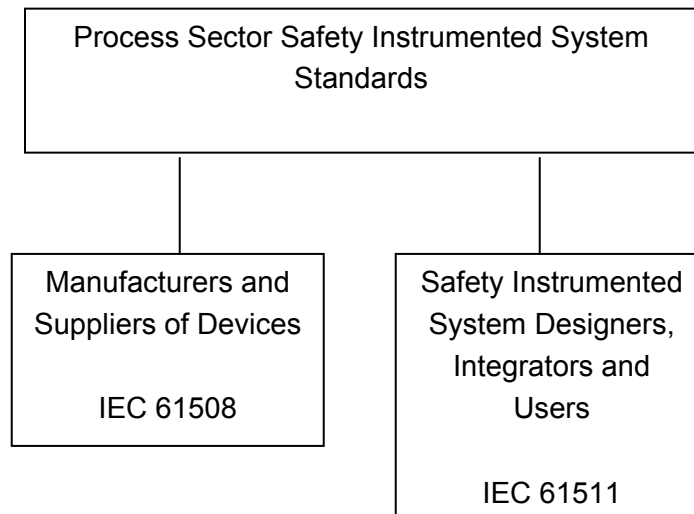 Process Sector Safety Instrumented System
Standards
Manufacturers and
Suppliers of Devices
IEC 61508
Safety Instrumented
System Designers,
Integrators and
Users
IEC 61511